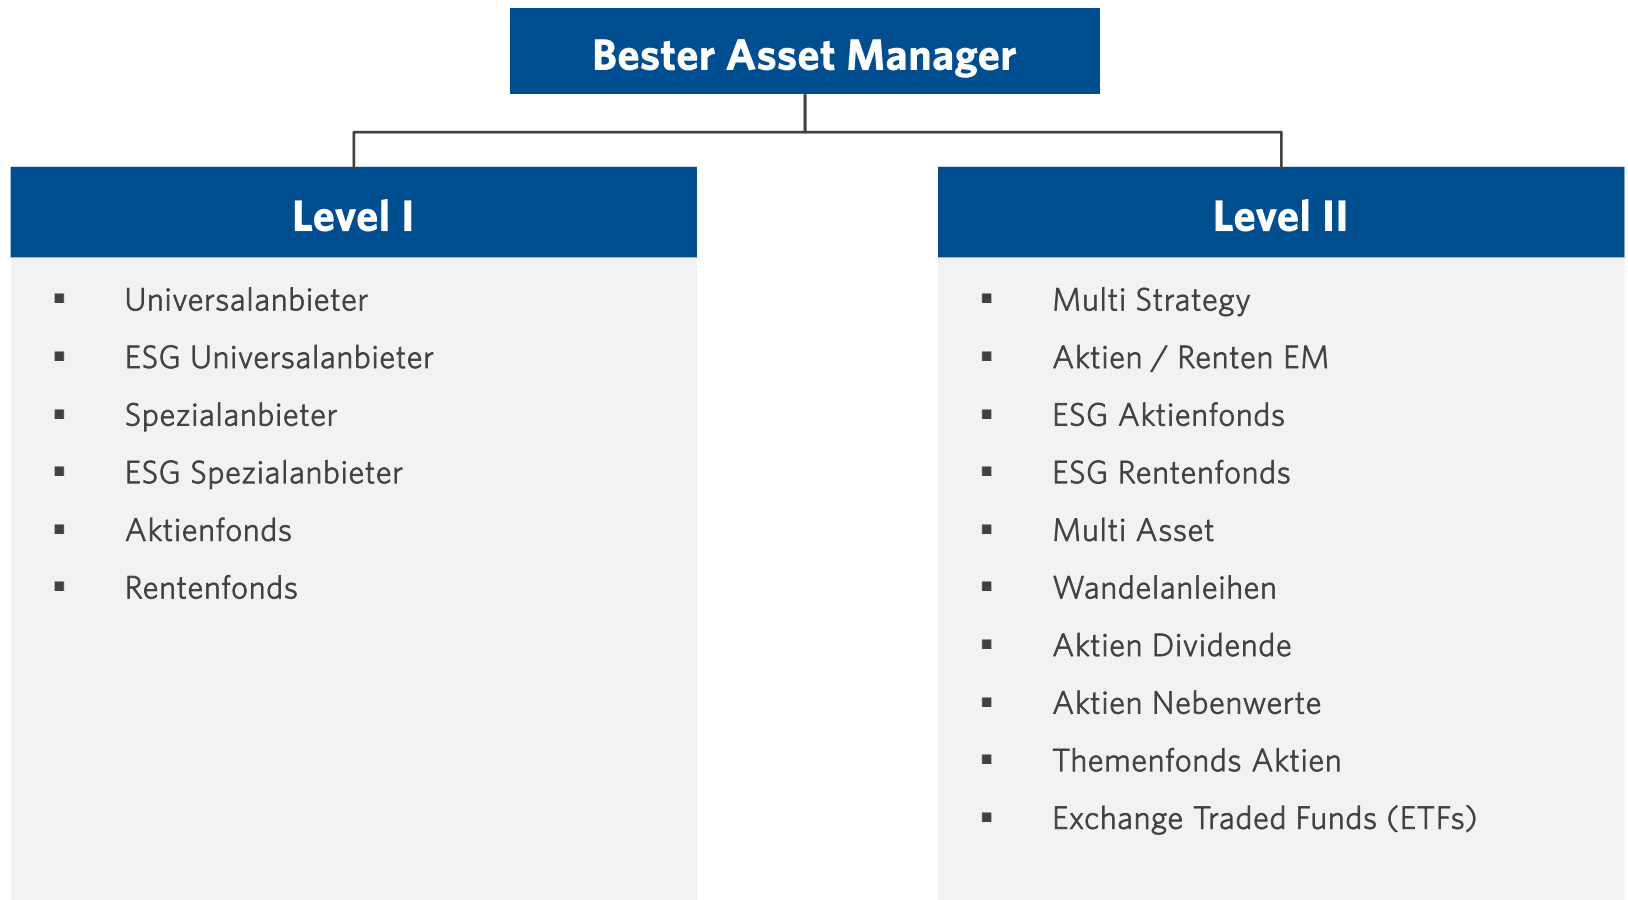 Bester Asset Manager
Level I
▪ Universalanbieter
▪ ESG Universalanbieter
▪ Spezialanbieter
▪ ESG Spezialanbieter
▪ Aktienfonds
▪ Rentenfonds
Level II
▪ Multi Strategy
▪ Aktien / Renten EM
▪ ESG Aktienfonds
▪ ESG Rentenfonds
▪ Multi Asset
▪ Wandelanleihen
▪ Aktien Dividende
▪ Aktien Nebenwerte
▪ Themenfonds Aktien
▪ Exchange Traded Funds (ETFs)